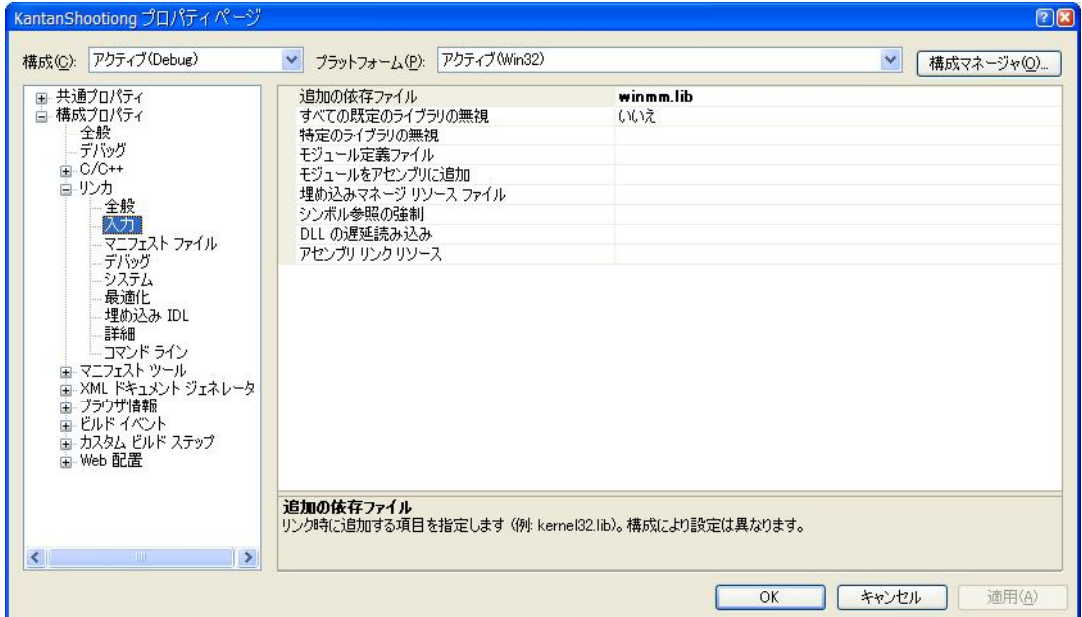 KantanShootiong プロパティ ページ
構成(C): アクティブ(Debug) プラットフォーム(P): アクティブ(Win32) 構成マネージャ(O)...
共通プロパティ
構成プロパティ
全般
デバッグ
C/C++
リンカ
全般
入力
マニフェスト ファイル
デバッグ
システム
最適化
埋め込み IDL
詳細
コマンド ライン
マニフェスト ツール
XML ドキュメント ジェネレータ
ブラウザ情報
ビルド イベント
カスタム ビルド ステップ
Web 配置
追加の依存ファイル winmm.lib
すべての既定のライブラリの無視 いいえ
特定のライブラリの無視
モジュール定義ファイル
モジュールをアセンブリに追加
埋め込みマネージ リソース ファイル
シンボル参照の強制
DLL の遅延読み込み
アセンブリ リンク リソース
追加の依存ファイル
リンク時に追加する項目を指定します (例: kernel32.lib)。構成により設定は異なります。
OK キャンセル 適用(A)